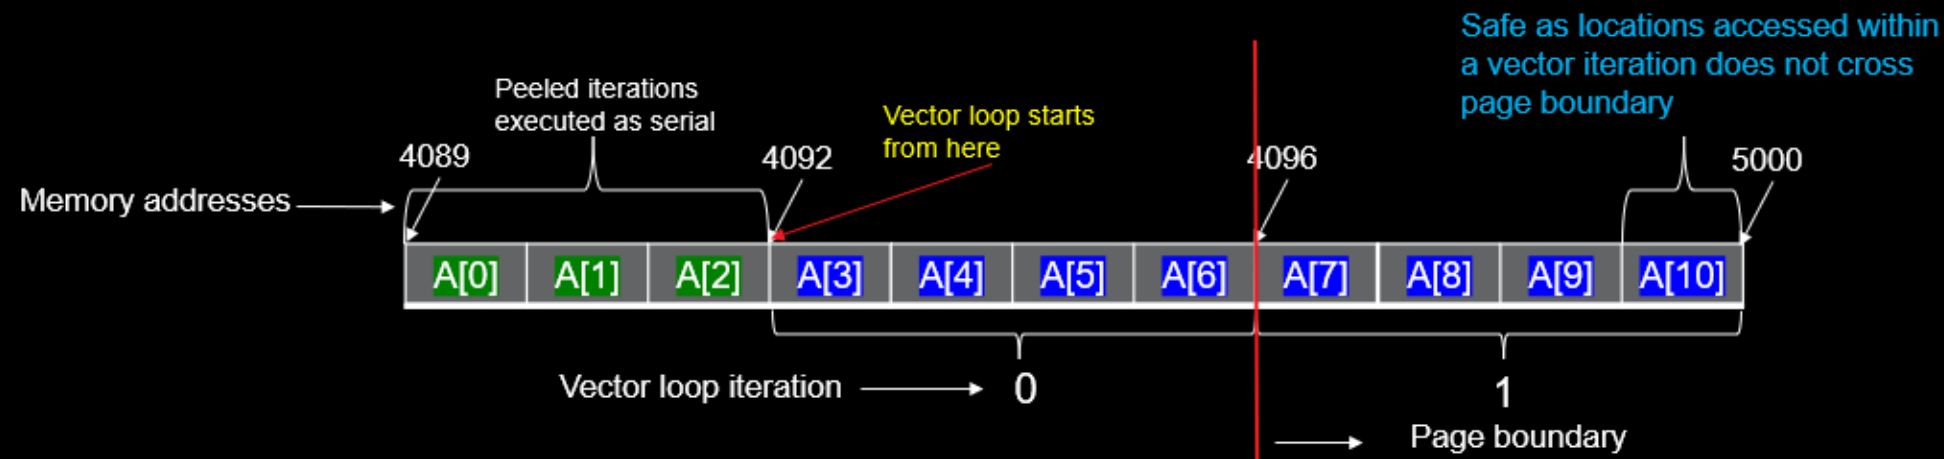 Safe as locations accessed within
a vector iteration does not cross
page boundary
Peeled iterations
executed as serial
Vector loop starts
from here
4089
4092
4096
5000
Memory addresses
A[0] A[1] A[2] A[3] A[4] A[5] A[6] A[7] A[8] A[9] A[10]
Vector loop iteration
0
1
Page boundary